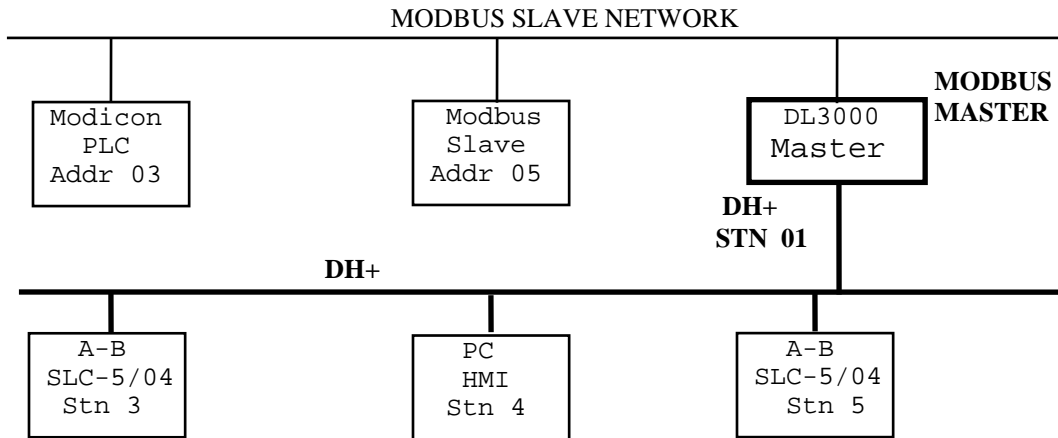 MODBUS SLAVE NETWORK
Modicon
PLC
Addr 03
Modbus
Slave
Addr 05
DL3000
Master
MODBUS
MASTER
DH+
STN 01
DH+
A-B
SLC-5/04
Stn 3
PC
HMI
Stn 4
A-B
SLC-5/04
Stn 5